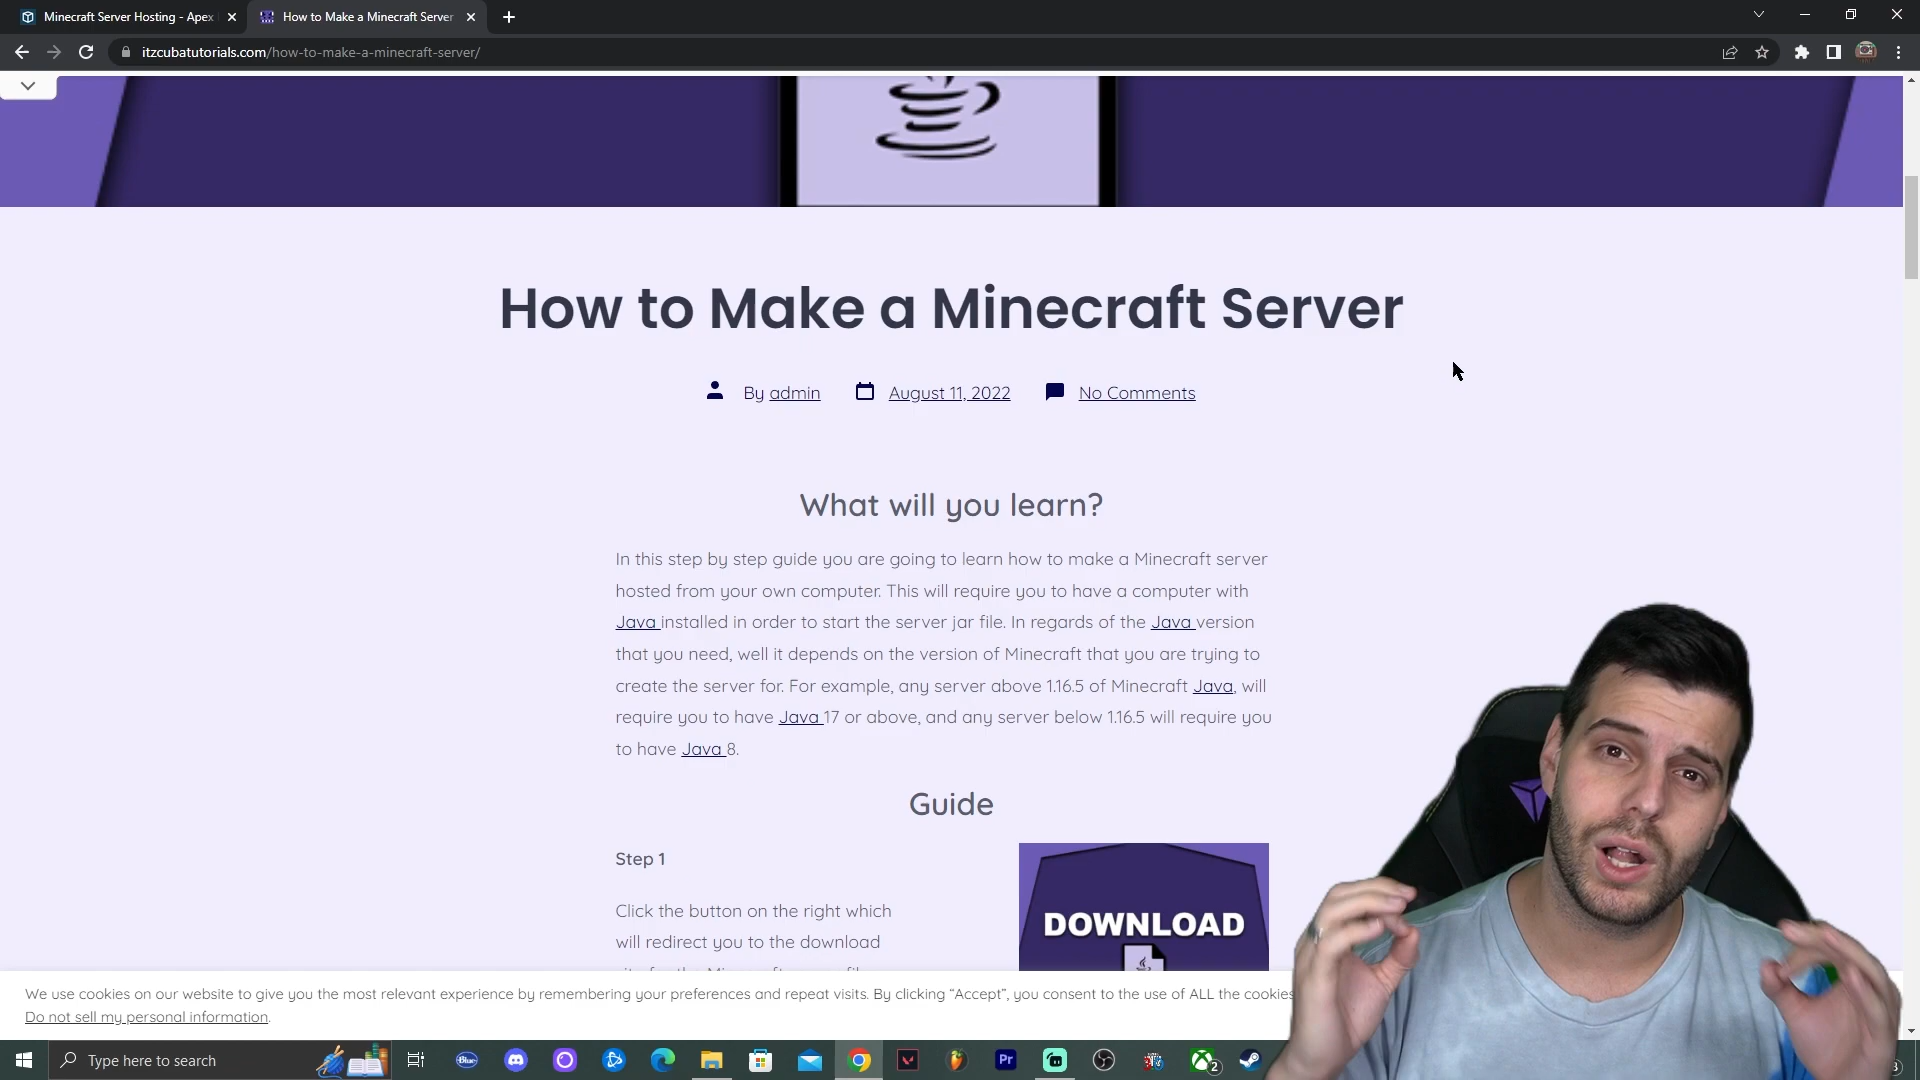 Minecraft Server Hosting - Apex
How to Make a Minecraft Server
itzcubatutorials.com/how-to-make-a-minecraft-server/
How to Make a Minecraft Server
By admin August 11, 2022 No Comments
What will you learn?
In this step by step guide you are going to learn how to make a Minecraft server
hosted from your own computer. This will require you to have a computer with
Java installed in order to start the server jar file. In regards of the Java version
that you need, well it depends on the version of Minecraft that you are trying to
create the server for. For example, any server above 1.16.5 of Minecraft Java, will
require you to have Java 17 or above, and any server below 1.16.5 will require you
to have Java 8.
Guide
Step 1
Click the button on the right which
will redirect you to the download
DOWNLOAD
We use cookies on our website to give you the most relevant experience by remembering your preferences and repeat visits. By clicking “Accept”, you consent to the use of ALL the cookies
Do not sell my personal information.
Type here to search
Blue
Pr
2